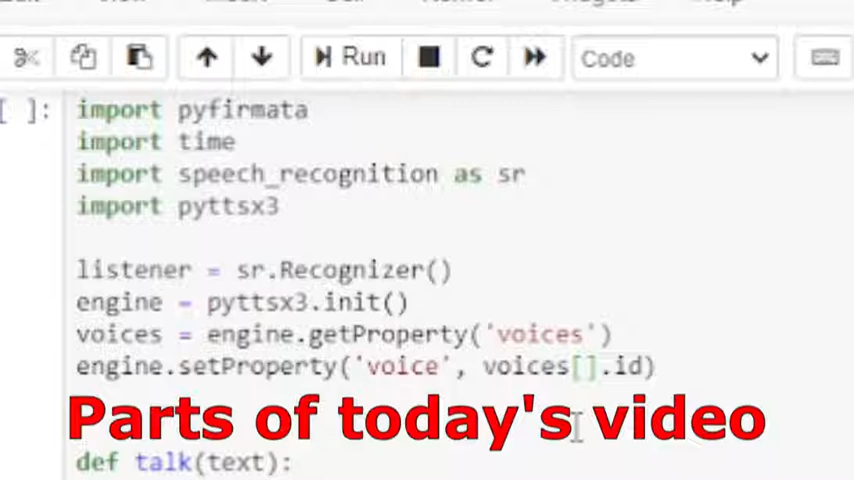 Run Code
[ ]: import pyfirmata
import time
import speech_recognition as sr
import pyttsx3
listener = sr.Recognizer()
engine = pyttsx3.init()
voices = engine.getProperty('voices')
engine.setProperty('voice', voices[].id)
Parts of today's video
def talk(text):